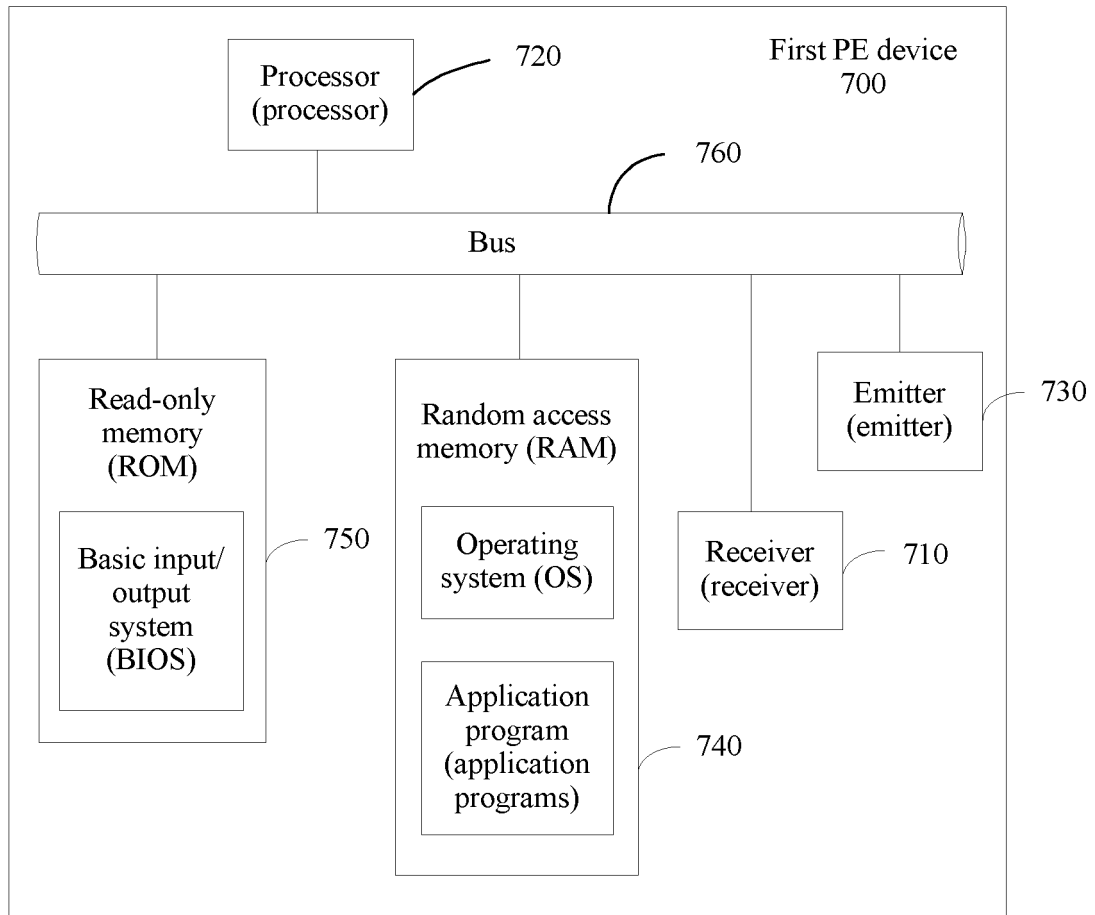 First PE device
700
Processor
(processor)
720
760
Bus
Read-only
memory
(ROM)
Basic input/
output
system
(BIOS)
750
Random access
memory (RAM)
Operating
system (OS)
Application
program
(application
programs)
740
Receiver
(receiver)
710
Emitter
(emitter)
730